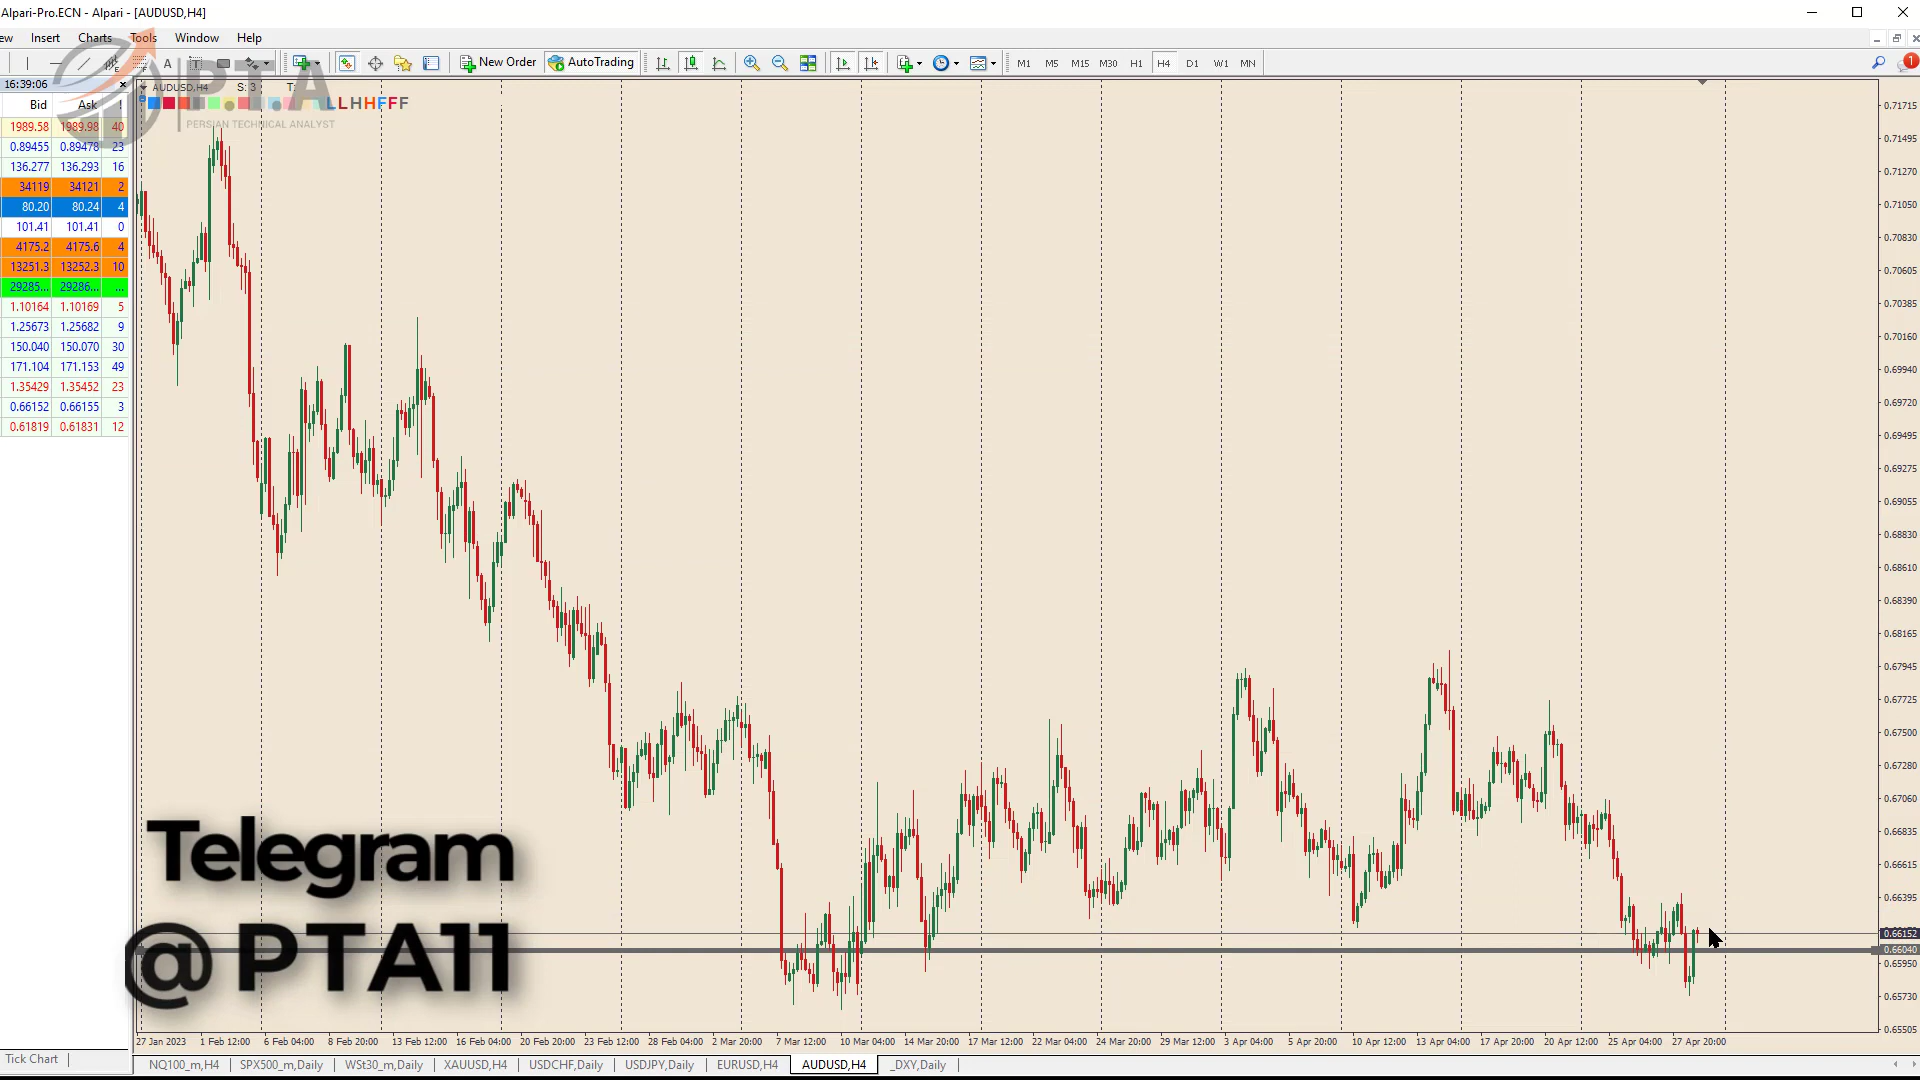 Alpari-Pro.ECN - Alpari - [AUDUSD,H4]
ew Insert Charts Tools Window Help
New Order AutoTrading M1 M5 M15 M30 H1 H4 D1 W1 MN 1
16:39:06
Bid Ask !
1989.58 1989.98 40
0.89455 0.89478 23
136.277 136.293 16
34119 34121 2
80.20 80.24 4
101.41 101.41 0
4175.2 4175.6 4
13251.3 13252.3 10
29285... 29286... ...
1.10164 1.10169 5
1.25673 1.25682 9
150.040 150.070 30
171.104 171.153 49
1.35429 1.35452 23
0.66152 0.66155 3
0.61819 0.61831 12
Tick Chart
PTA
PERSIAN TECHNICAL ANALYST
AUDUSD,H4 S: 3 T:
LLHHFFFF
0.71715
0.71495
0.71270
0.71050
0.70830
0.70605
0.70385
0.70160
0.69940
0.69720
0.69495
0.69275
0.69055
0.68830
0.68610
0.68390
0.68165
0.67945
0.67725
0.67500
0.67280
0.67060
0.66835
0.66615
0.66395
0.66152
0.66040
0.65950
0.65730
0.65505
Telegram
@PTA11
27 Jan 2023 1 Feb 12:00 6 Feb 04:00 8 Feb 20:00 13 Feb 12:00 16 Feb 04:00 20 Feb 20:00 23 Feb 12:00 28 Feb 04:00 2 Mar 20:00 7 Mar 12:00 10 Mar 04:00 14 Mar 20:00 17 Mar 12:00 22 Mar 04:00 24 Mar 20:00 29 Mar 12:00 3 Apr 04:00 5 Apr 20:00 10 Apr 12:00 13 Apr 04:00 17 Apr 20:00 20 Apr 12:00 25 Apr 04:00 27 Apr 20:00
NQ100_m,H4 SPX500_m,Daily WSt30_m,Daily XAUUSD,H4 USDCHF,Daily USDJPY,Daily EURUSD,H4 AUDUSD,H4 _DXY,Daily